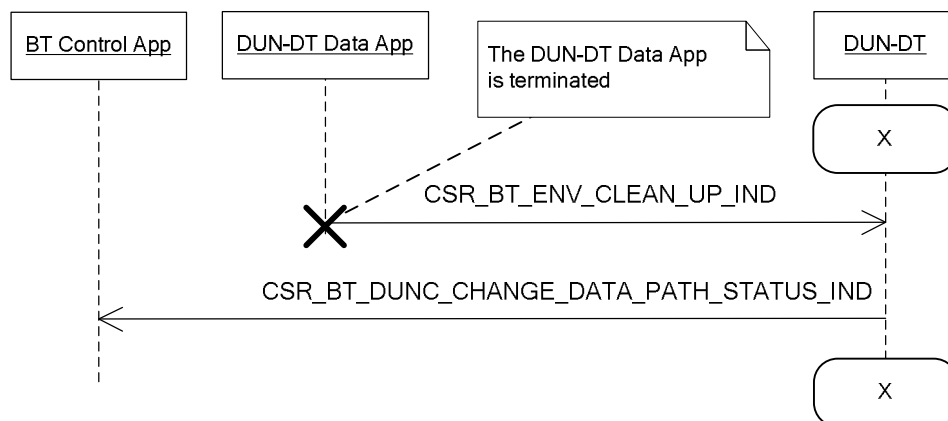 BT Control App
DUN-DT Data App
The DUN-DT Data App
is terminated
DUN-DT
X
CSR_BT_ENV_CLEAN_UP_IND
CSR_BT_DUNC_CHANGE_DATA_PATH_STATUS_IND
X